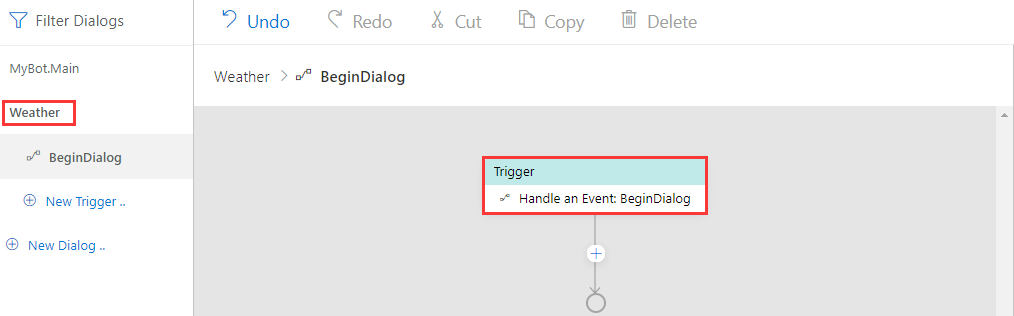 Filter Dialogs
Undo Redo Cut Copy Delete
MyBot.Main
Weather > BeginDialog
Weather
BeginDialog
New Trigger ..
New Dialog ..
Trigger
Handle an Event: BeginDialog